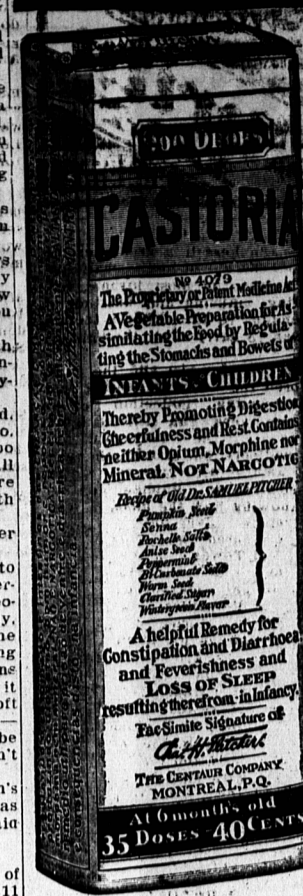 900 DROPS
CASTORIA
No 4079
The Proprietary or Patent Medicine Act
A Vegetable Preparation for As-
similating the Food by Regula-
ting the Stomachs and Bowels of
INFANTS CHILDREN
Thereby Promoting Digestion
Cheerfulness and Rest. Contains
neither Opium, Morphine nor
Mineral. NOT NARCOTIC
Recipe of Old Dr. SAMUEL PITCHER
Pumpkin Seed
Senna
Rochelle Salts
Anise Seed
Peppermint
Bi-Carbonate Soda
Worm Seed
Clarified Sugar
Wintergreen Flavor
A helpful Remedy for
Constipation and Diarrhoea
and Feverishness and
LOSS OF SLEEP
resulting therefrom-in Infancy.
Fac-Simile Signature of
Chas. H. Fletcher.
THE CENTAUR COMPANY.
MONTREAL, P.Q.
At 6 months old
35 DOSES - 40 CENTS